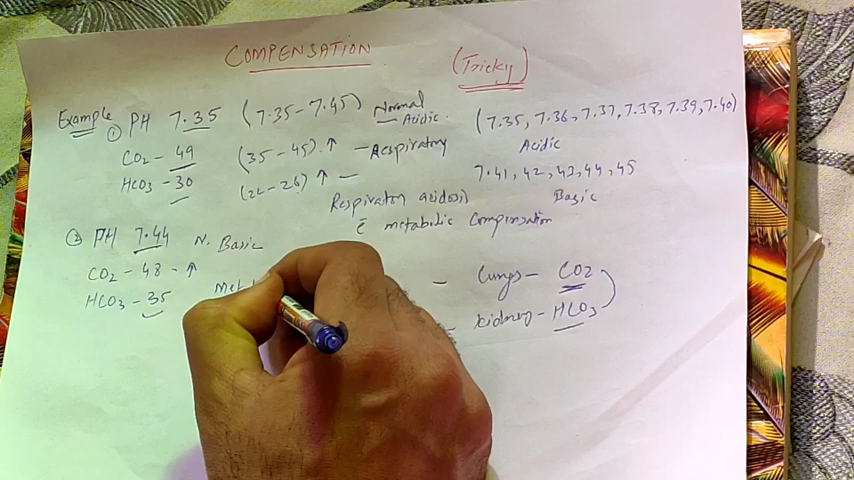 COMPENSATION (Tricky)
Example ① PH 7.35 (7.35-7.45) Normal Acidic. (7.35, 7.36, 7.37, 7.38, 7.39, 7.40)
CO2 - 49 (35-45) ↑ - Respiratory Acidic
HCO3 - 30 (22-26) ↑ - 7.41, 42, 43, 44, 45
Respiratory acidosis Basic
c̄ metabolic Compensation
② PH 7.44 N. Basic
CO2 - 48 - ↑ - lungs - CO2
HCO3 - 35 Met - kidney - HCO3